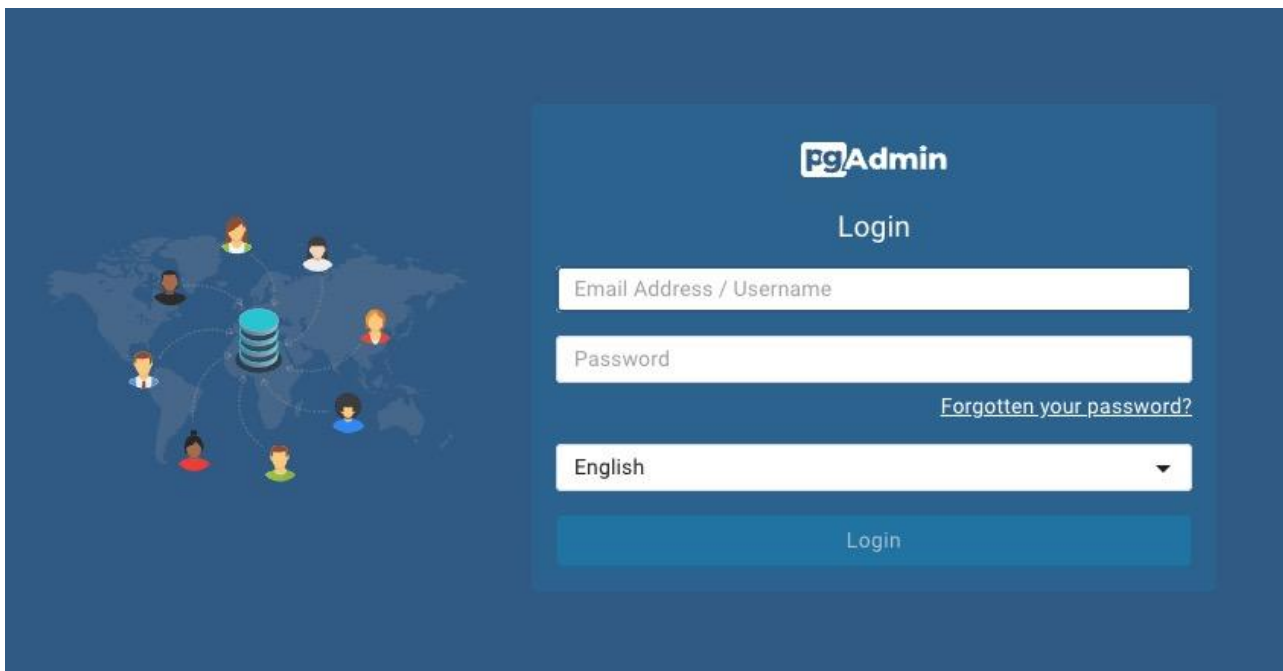 pgAdmin
Login
Email Address / Username
Password
Forgotten your password?
English
Login